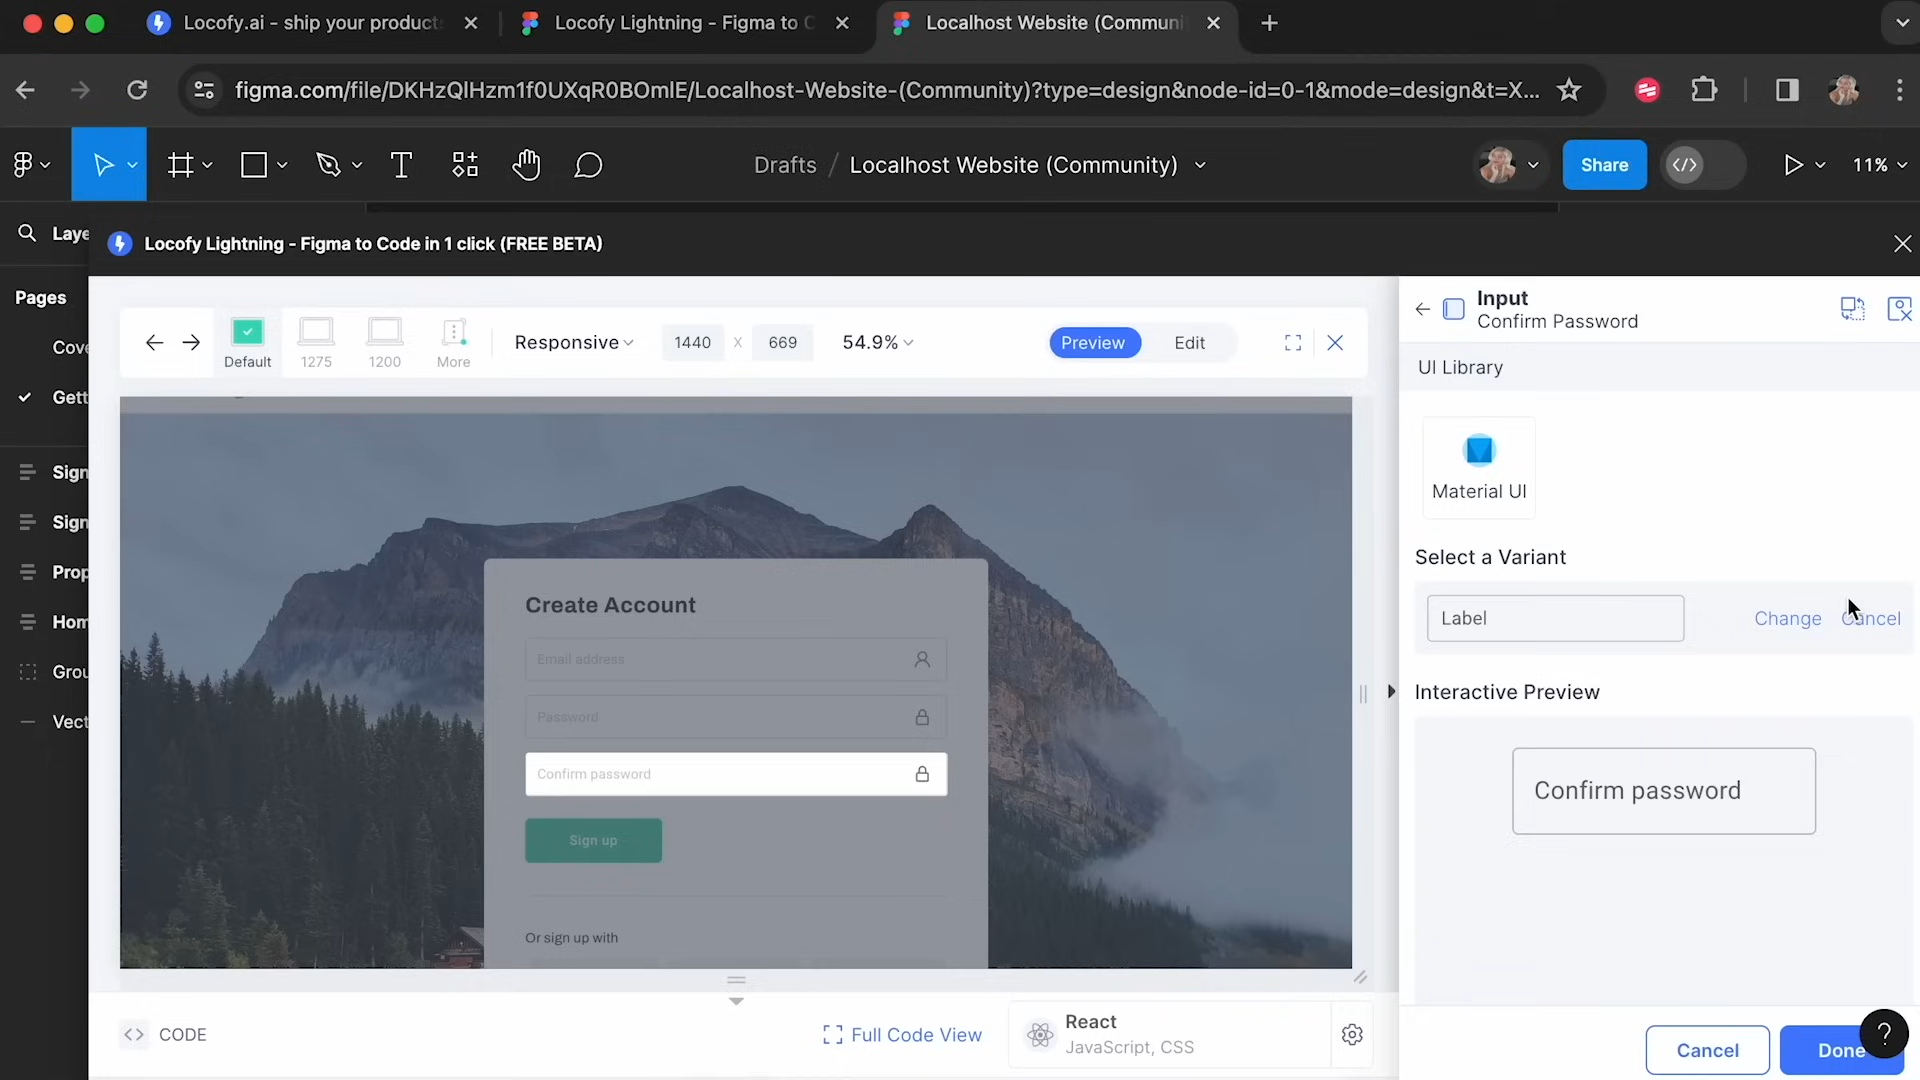 Locofy.ai - ship your product
Locofy Lightning - Figma to C
Localhost Website (Communi
figma.com/file/DKHzQIHzm1f0UXqR0BOmlE/Localhost-Website-(Community)?type=design&node-id=0-1&mode=design&t=X...
Drafts / Localhost Website (Community)
Share
11%
Laye
Locofy Lightning - Figma to Code in 1 click (FREE BETA)
Pages
Cove
Gett
Sign
Sign
Prop
Hom
Grou
Vect
Default
1275
1200
More
Responsive
1440 x 669
54.9%
Preview
Edit
Create Account
Email address
Password
Confirm password
Sign up
Or sign up with
<> CODE
Full Code View
React
JavaScript, CSS
Input
Confirm Password
UI Library
Material UI
Select a Variant
Label
Change
Cancel
Interactive Preview
Confirm password
Cancel
Done
?